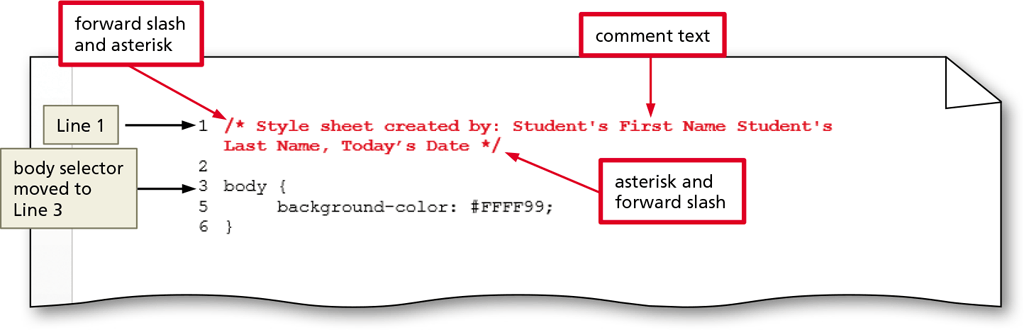 forward slash
and asterisk
comment text
Line 1
1 /* Style sheet created by: Student's First Name Student's
Last Name, Today’s Date */
2
body selector
moved to
Line 3
3 body {
5 background-color: #FFFF99;
6 }
asterisk and
forward slash